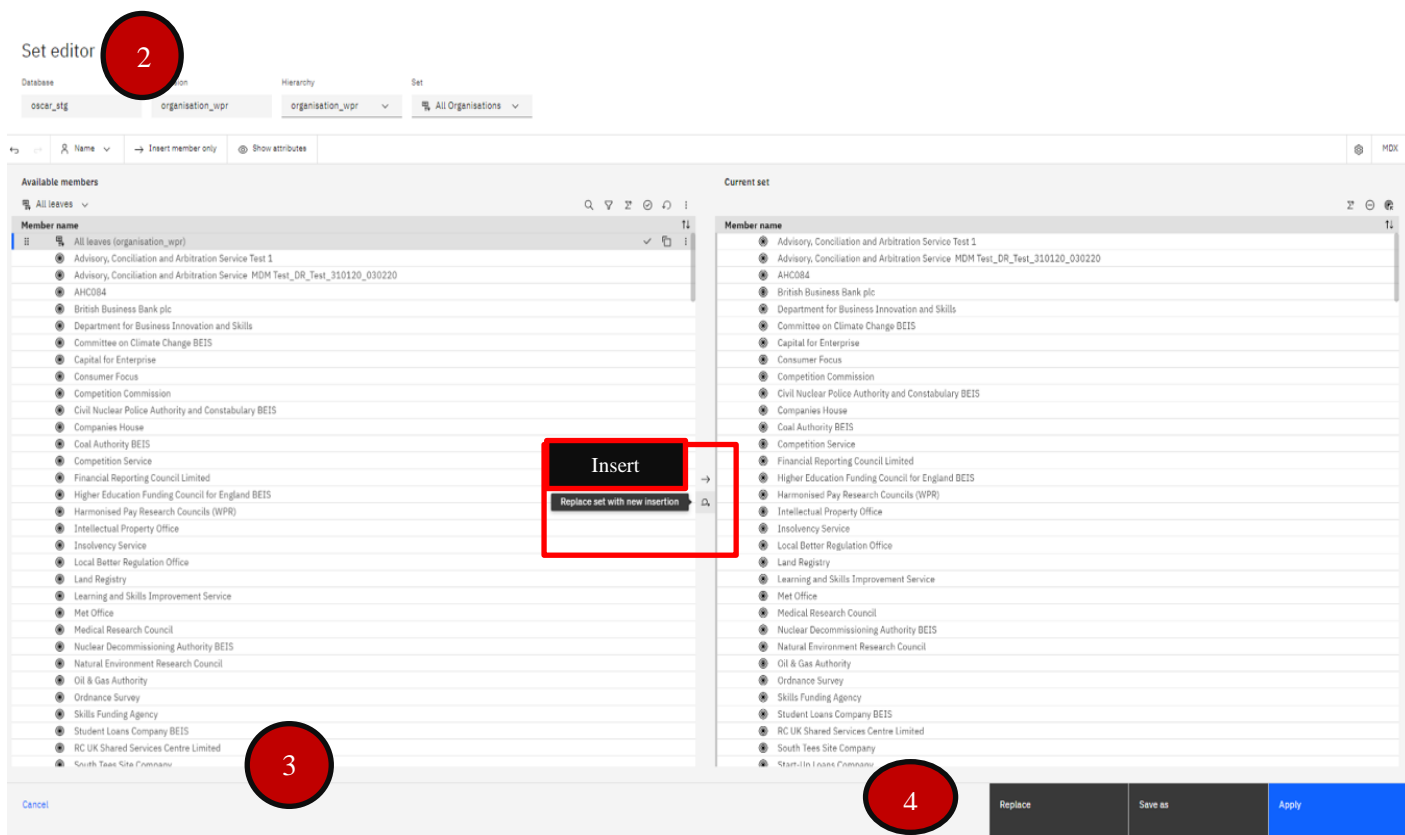 Set editor
2
Database
sion
Hierarchy
Set
oscar_stg
organisation_wpr
organisation_wpr
All Organisations
Name
Insert member only
Show attributes
MDX
Available members
Current set
All leaves
Member name
Member name
All leaves (organisation_wpr)
Advisory, Conciliation and Arbitration Service Test 1
Advisory, Conciliation and Arbitration Service MDM Test_DR_Test_310120_030220
AHC084
British Business Bank plc
Department for Business Innovation and Skills
Committee on Climate Change BEIS
Capital for Enterprise
Consumer Focus
Competition Commission
Civil Nuclear Police Authority and Constabulary BEIS
Companies House
Coal Authority BEIS
Competition Service
Financial Reporting Council Limited
Higher Education Funding Council for England BEIS
Harmonised Pay Research Councils (WPR)
Intellectual Property Office
Insolvency Service
Local Better Regulation Office
Land Registry
Learning and Skills Improvement Service
Met Office
Medical Research Council
Nuclear Decommissioning Authority BEIS
Natural Environment Research Council
Oil & Gas Authority
Ordnance Survey
Skills Funding Agency
Student Loans Company BEIS
RC UK Shared Services Centre Limited
South Tees Site Company
3
Insert
Replace set with new insertion
Advisory, Conciliation and Arbitration Service Test 1
Advisory, Conciliation and Arbitration Service MDM Test_DR_Test_310120_030220
AHC084
British Business Bank plc
Department for Business Innovation and Skills
Committee on Climate Change BEIS
Capital for Enterprise
Consumer Focus
Competition Commission
Civil Nuclear Police Authority and Constabulary BEIS
Companies House
Coal Authority BEIS
Competition Service
Financial Reporting Council Limited
Higher Education Funding Council for England BEIS
Harmonised Pay Research Councils (WPR)
Intellectual Property Office
Insolvency Service
Local Better Regulation Office
Land Registry
Learning and Skills Improvement Service
Met Office
Medical Research Council
Nuclear Decommissioning Authority BEIS
Natural Environment Research Council
Oil & Gas Authority
Ordnance Survey
Skills Funding Agency
Student Loans Company BEIS
RC UK Shared Services Centre Limited
South Tees Site Company
Start-Up Loans Company
4
Cancel
Replace
Save as
Apply